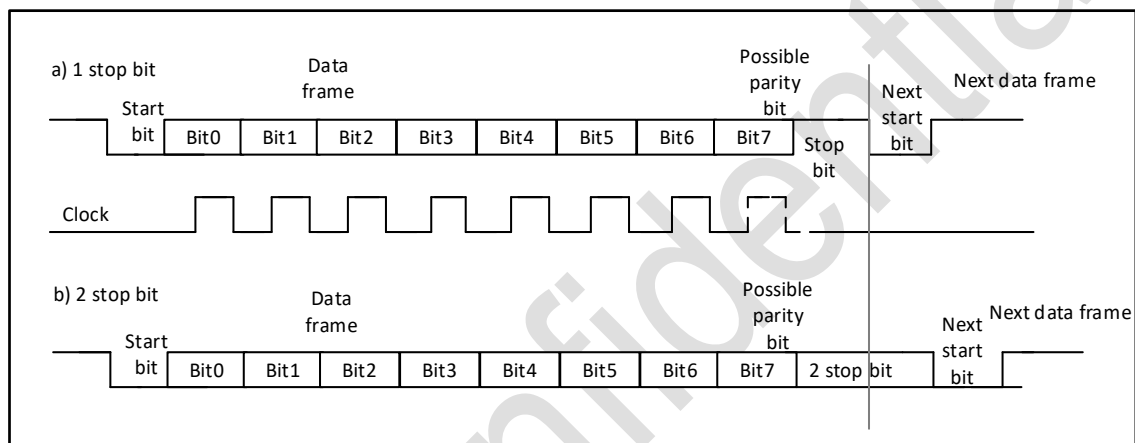 a) 1 stop bit
Data
frame
Possible
parity
bit
Next data frame
Start
bit
Next
start
bit
Bit0 Bit1 Bit2 Bit3 Bit4 Bit5 Bit6 Bit7
Stop
bit
Clock
b) 2 stop bit
Data
frame
Possible
parity
bit
Next data frame
Start
bit
Next
start
bit
Bit0 Bit1 Bit2 Bit3 Bit4 Bit5 Bit6 Bit7 2 stop bit